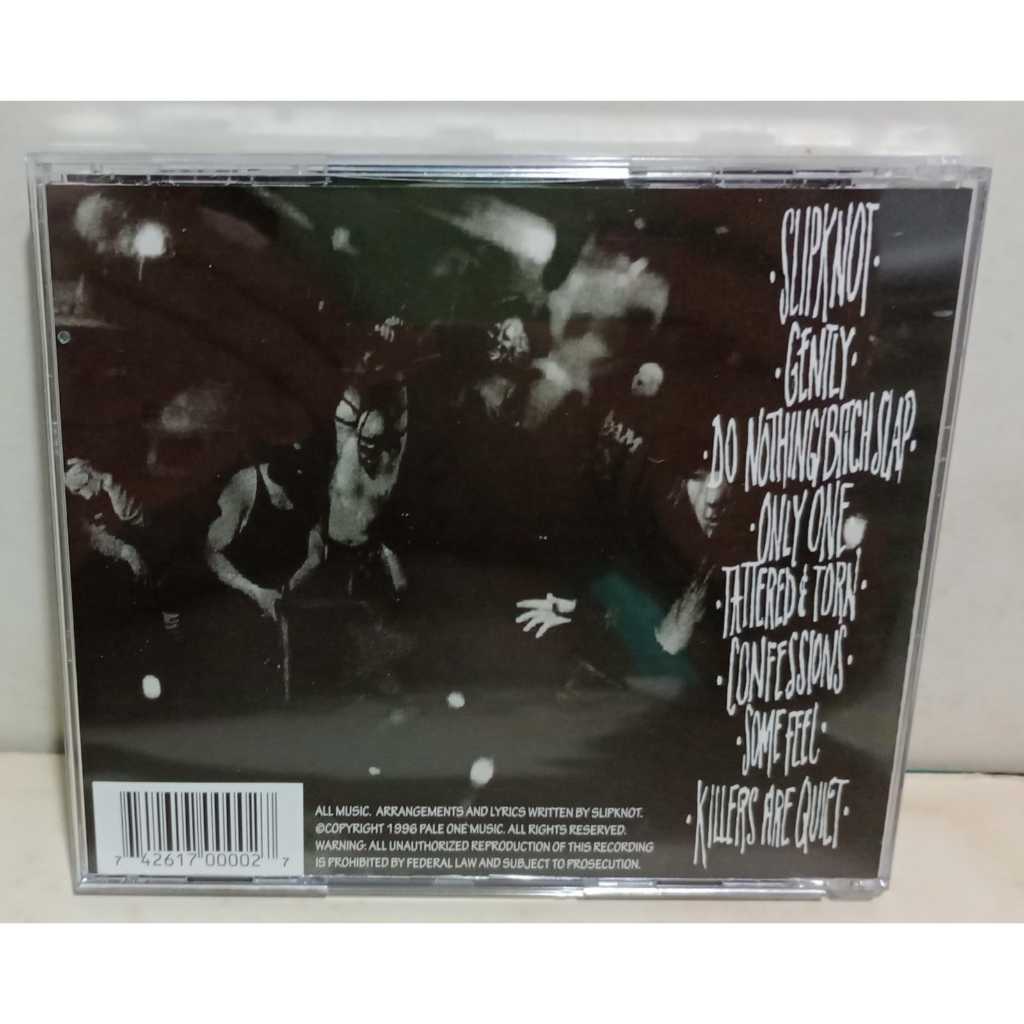 ·SLIPKNOT·
·GENTLY·
·DO NOTHING/BITCH SLAP·
·ONLY ONE·
·TATTERED & TORN·
·CONFESSIONS·
·SOME FEEL·
·KILLERS ARE QUIET·
ALL MUSIC. ARRANGEMENTS AND LYRICS WRITTEN BY SLIPKNOT.
©COPYRIGHT 1996 PALE ONE MUSIC. ALL RIGHTS RESERVED.
WARNING: ALL UNAUTHORIZED REPRODUCTION OF THIS RECORDING
IS PROHIBITED BY FEDERAL LAW AND SUBJECT TO PROSECUTION.
7 42617 00002 7